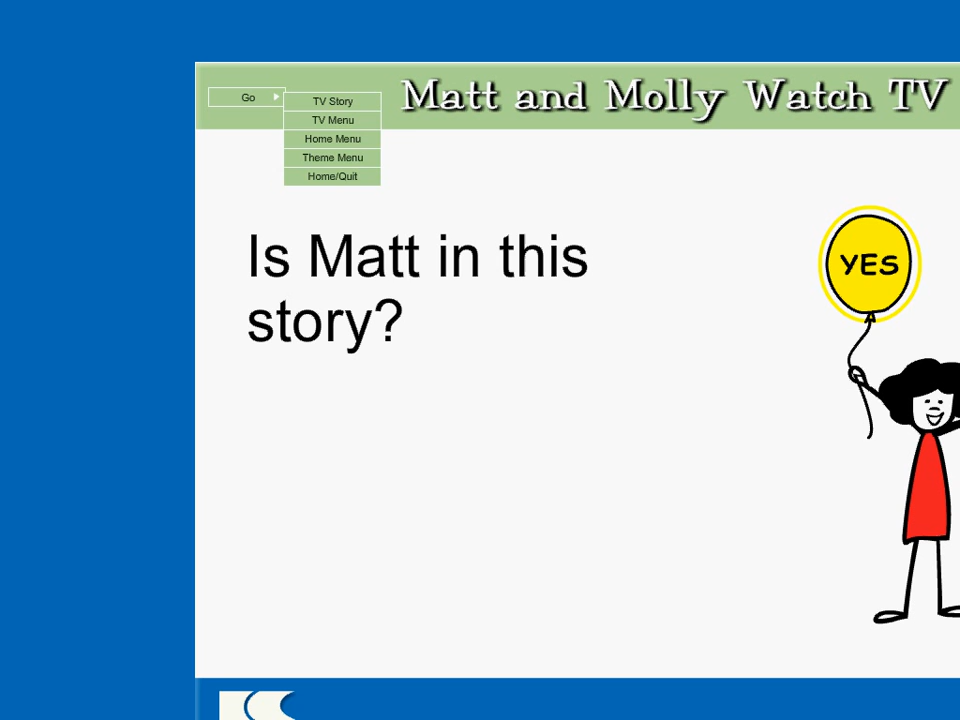 Matt and Molly Watch TV
Go
TV Story
TV Menu
Home Menu
Theme Menu
Home/Quit
Is Matt in this
story?
YES